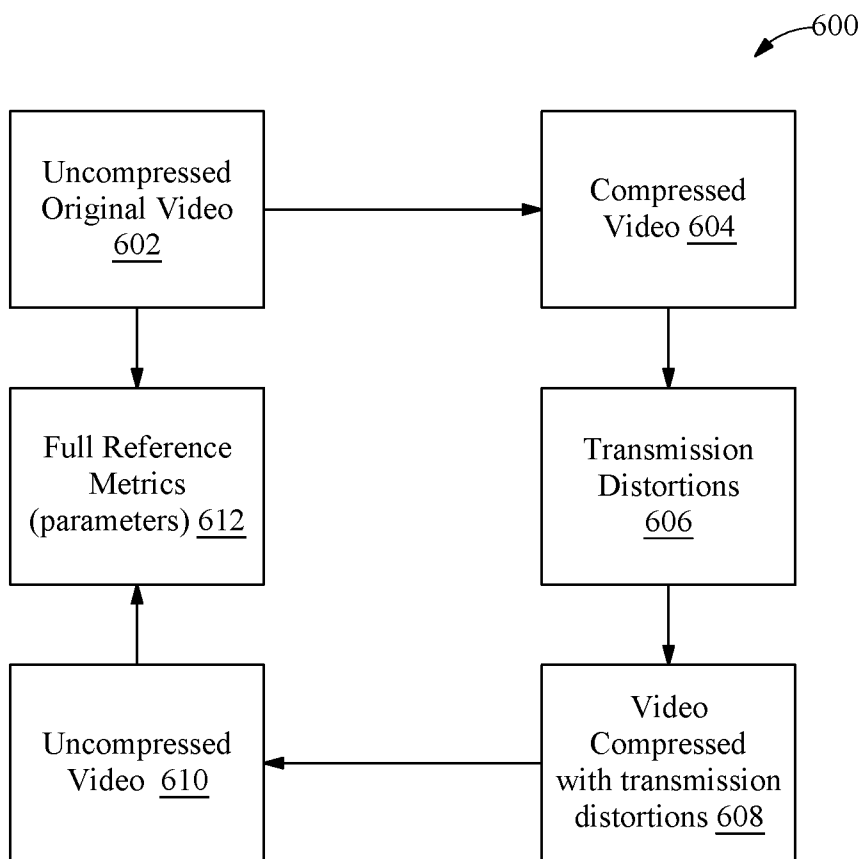 600
Uncompressed
Original Video
602
Compressed
Video 604
Full Reference
Metrics
(parameters) 612
Transmission
Distortions
606
Uncompressed
Video 610
Video
Compressed
with transmission
distortions 608